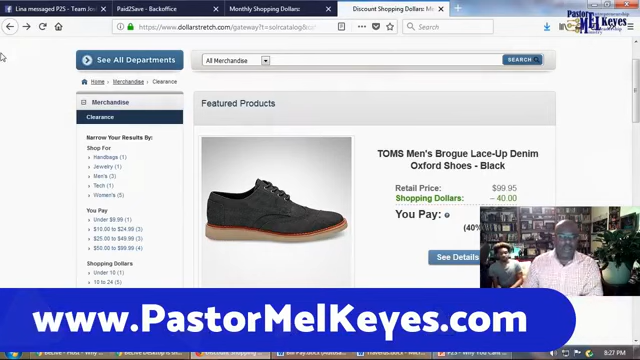 Lina messaged P2S - Team Jos
Paid2Save - Backoffice
Monthly Shopping Dollars
Discount Shopping Dollars: Me
https://www.dollarstretch.com/gateway?t=solrcatalog&
Search
Pastor
Mel Keyes
See All Departments
All Merchandise
SEARCH
Home
Merchandise
Clearance
Merchandise
Clearance
Narrow Your Results By:
Shop For
Handbags (1)
Jewelry (1)
Men's (3)
Tech (1)
Women's (5)
You Pay
Under $9.99 (1)
$10.00 to $24.99 (3)
$25.00 to $49.99 (3)
$50.00 to $99.99 (4)
Shopping Dollars
Under 10 (1)
10 to 24 (5)
Featured Products
TOMS Men's Brogue Lace-Up Denim
Oxford Shoes - Black
Retail Price: $99.95
Shopping Dollars: – 40.00
You Pay:
(40%
See Details
www.PastorMelKeyes.com
8:27 PM